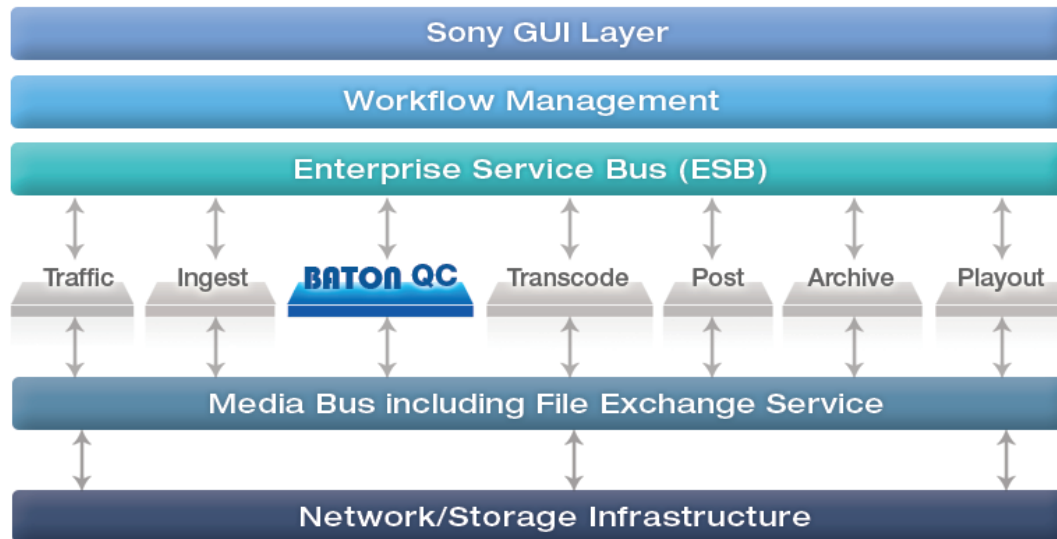 Sony GUI Layer
Workflow Management
Enterprise Service Bus (ESB)
Traffic Ingest BATON QC Transcode Post Archive Playout
Media Bus including File Exchange Service
Network/Storage Infrastructure